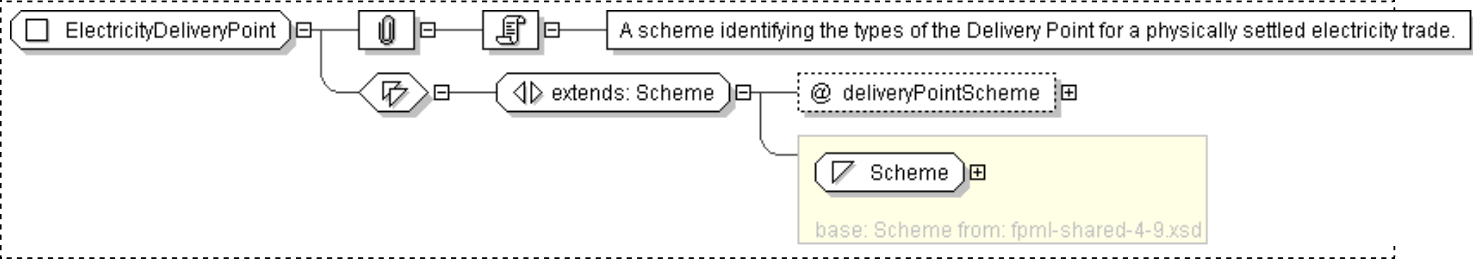 ElectricityDeliveryPoint
A scheme identifying the types of the Delivery Point for a physically settled electricity trade.
extends: Scheme
@ deliveryPointScheme
Scheme
base: Scheme from: fpml-shared-4-9.xsd